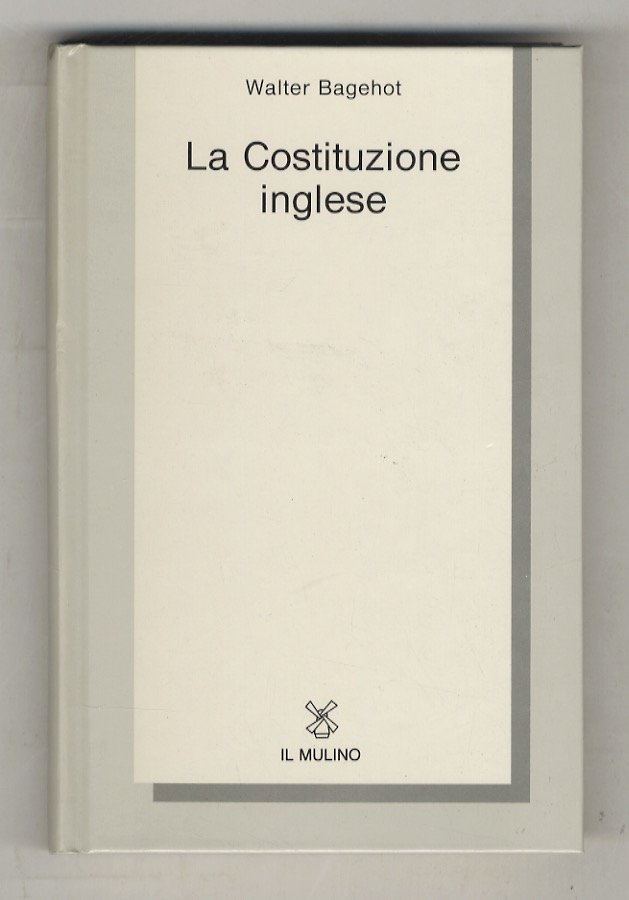 Walter Bagehot
La Costituzione
inglese
IL MULINO